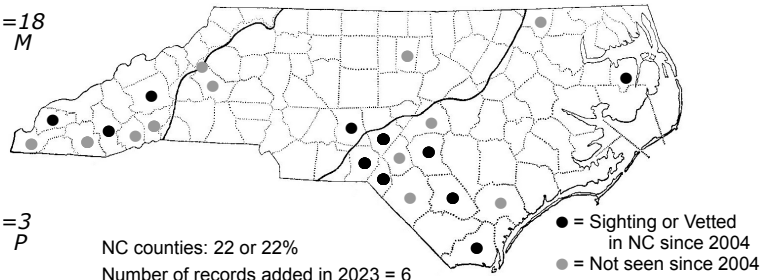 =18
M
=3
P
NC counties: 22 or 22%
Number of records added in 2023 = 6
= Sighting or Vetted
in NC since 2004
= Not seen since 2004